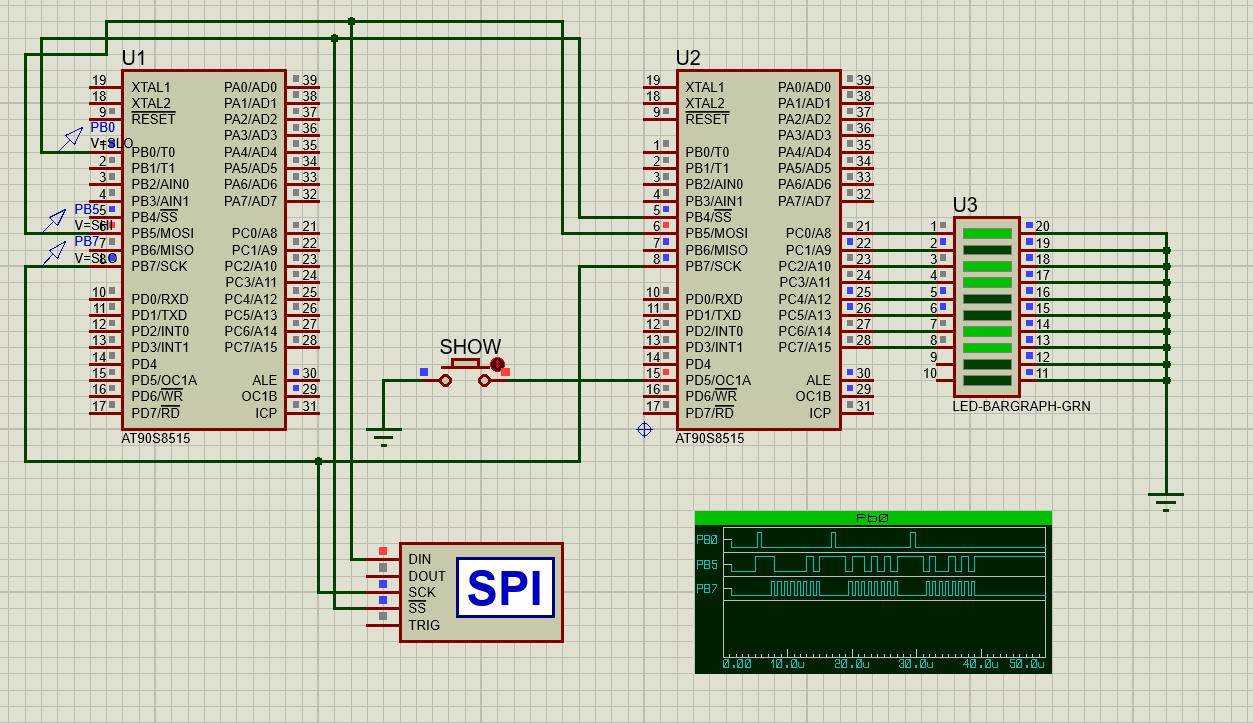 U1
19 XTAL1 PA0/AD0 39
18 XTAL2 PA1/AD1 38
9 RESET PA2/AD2 37
PA3/AD3 36
PB0
V=SLO
1 PB0/T0 PA4/AD4 35
2 PB1/T1 PA5/AD5 34
3 PB2/AIN0 PA6/AD6 33
4 PB3/AIN1 PA7/AD7 32
PB5
5 PB4/SS
V=SHI
6 PB5/MOSI PC0/A8 21
PB7
7 PB6/MISO PC1/A9 22
V=SLO
8 PB7/SCK PC2/A10 23
PC3/A11 24
10 PD0/RXD PC4/A12 25
11 PD1/TXD PC5/A13 26
12 PD2/INT0 PC6/A14 27
13 PD3/INT1 PC7/A15 28
14 PD4
15 PD5/OC1A ALE 30
16 PD6/WR OC1B 29
17 PD7/RD ICP 31
AT90S8515
U2
19 XTAL1 PA0/AD0 39
18 XTAL2 PA1/AD1 38
9 RESET PA2/AD2 37
PA3/AD3 36
1 PB0/T0 PA4/AD4 35
2 PB1/T1 PA5/AD5 34
3 PB2/AIN0 PA6/AD6 33
4 PB3/AIN1 PA7/AD7 32
5 PB4/SS
6 PB5/MOSI PC0/A8 21
7 PB6/MISO PC1/A9 22
8 PB7/SCK PC2/A10 23
PC3/A11 24
10 PD0/RXD PC4/A12 25
11 PD1/TXD PC5/A13 26
12 PD2/INT0 PC6/A14 27
13 PD3/INT1 PC7/A15 28
14 PD4
15 PD5/OC1A ALE 30
16 PD6/WR OC1B 29
17 PD7/RD ICP 31
AT90S8515
U3
1 20
2 19
3 18
4 17
5 16
6 15
7 14
8 13
9 12
10 11
LED-BARGRAPH-GRN
SHOW
DIN
DOUT
SCK
SS
TRIG
SPI
Pb0
PB0
PB5
PB7
0.00 10.0u 20.0u 30.0u 40.0u 50.0u